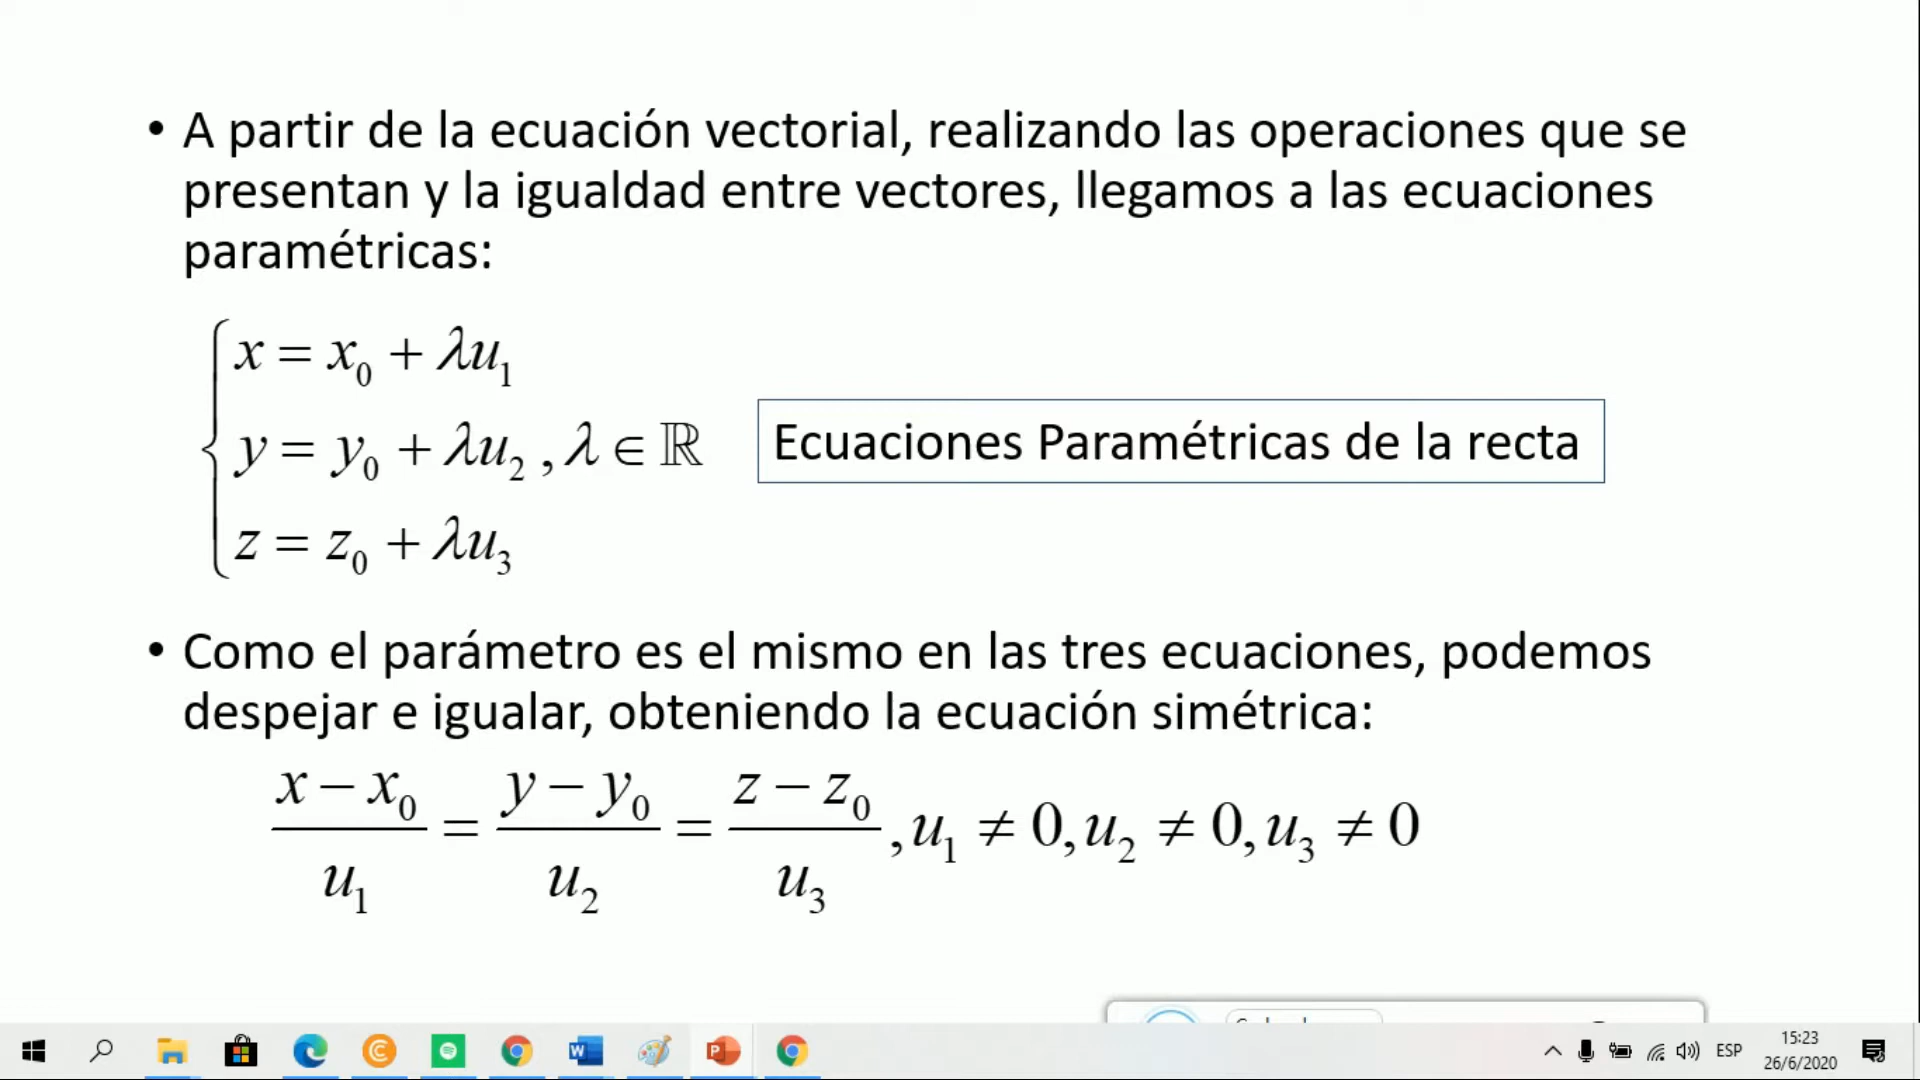 • A partir de la ecuación vectorial, realizando las operaciones que se
presentan y la igualdad entre vectores, llegamos a las ecuaciones
paramétricas:
x = x₀ + λu₁
y = y₀ + λu₂ , λ ∈ ℝ
z = z₀ + λu₃
Ecuaciones Paramétricas de la recta
• Como el parámetro es el mismo en las tres ecuaciones, podemos
despejar e igualar, obteniendo la ecuación simétrica:
(x − x₀)/u₁ = (y − y₀)/u₂ = (z − z₀)/u₃ , u₁ ≠ 0, u₂ ≠ 0, u₃ ≠ 0
ESP
15:23
26/6/2020